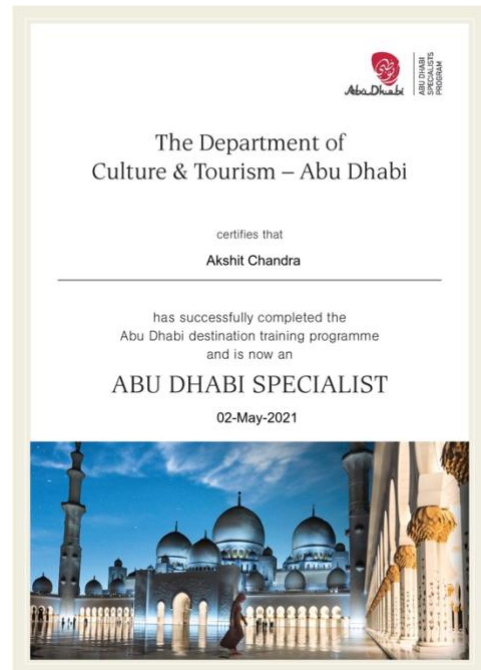 Abu Dhabi
ABU DHABI
SPECIALISTS
PROGRAM
The Department of
Culture & Tourism – Abu Dhabi
certifies that
Akshit Chandra
has successfully completed the
Abu Dhabi destination training programme
and is now an
ABU DHABI SPECIALIST
02-May-2021